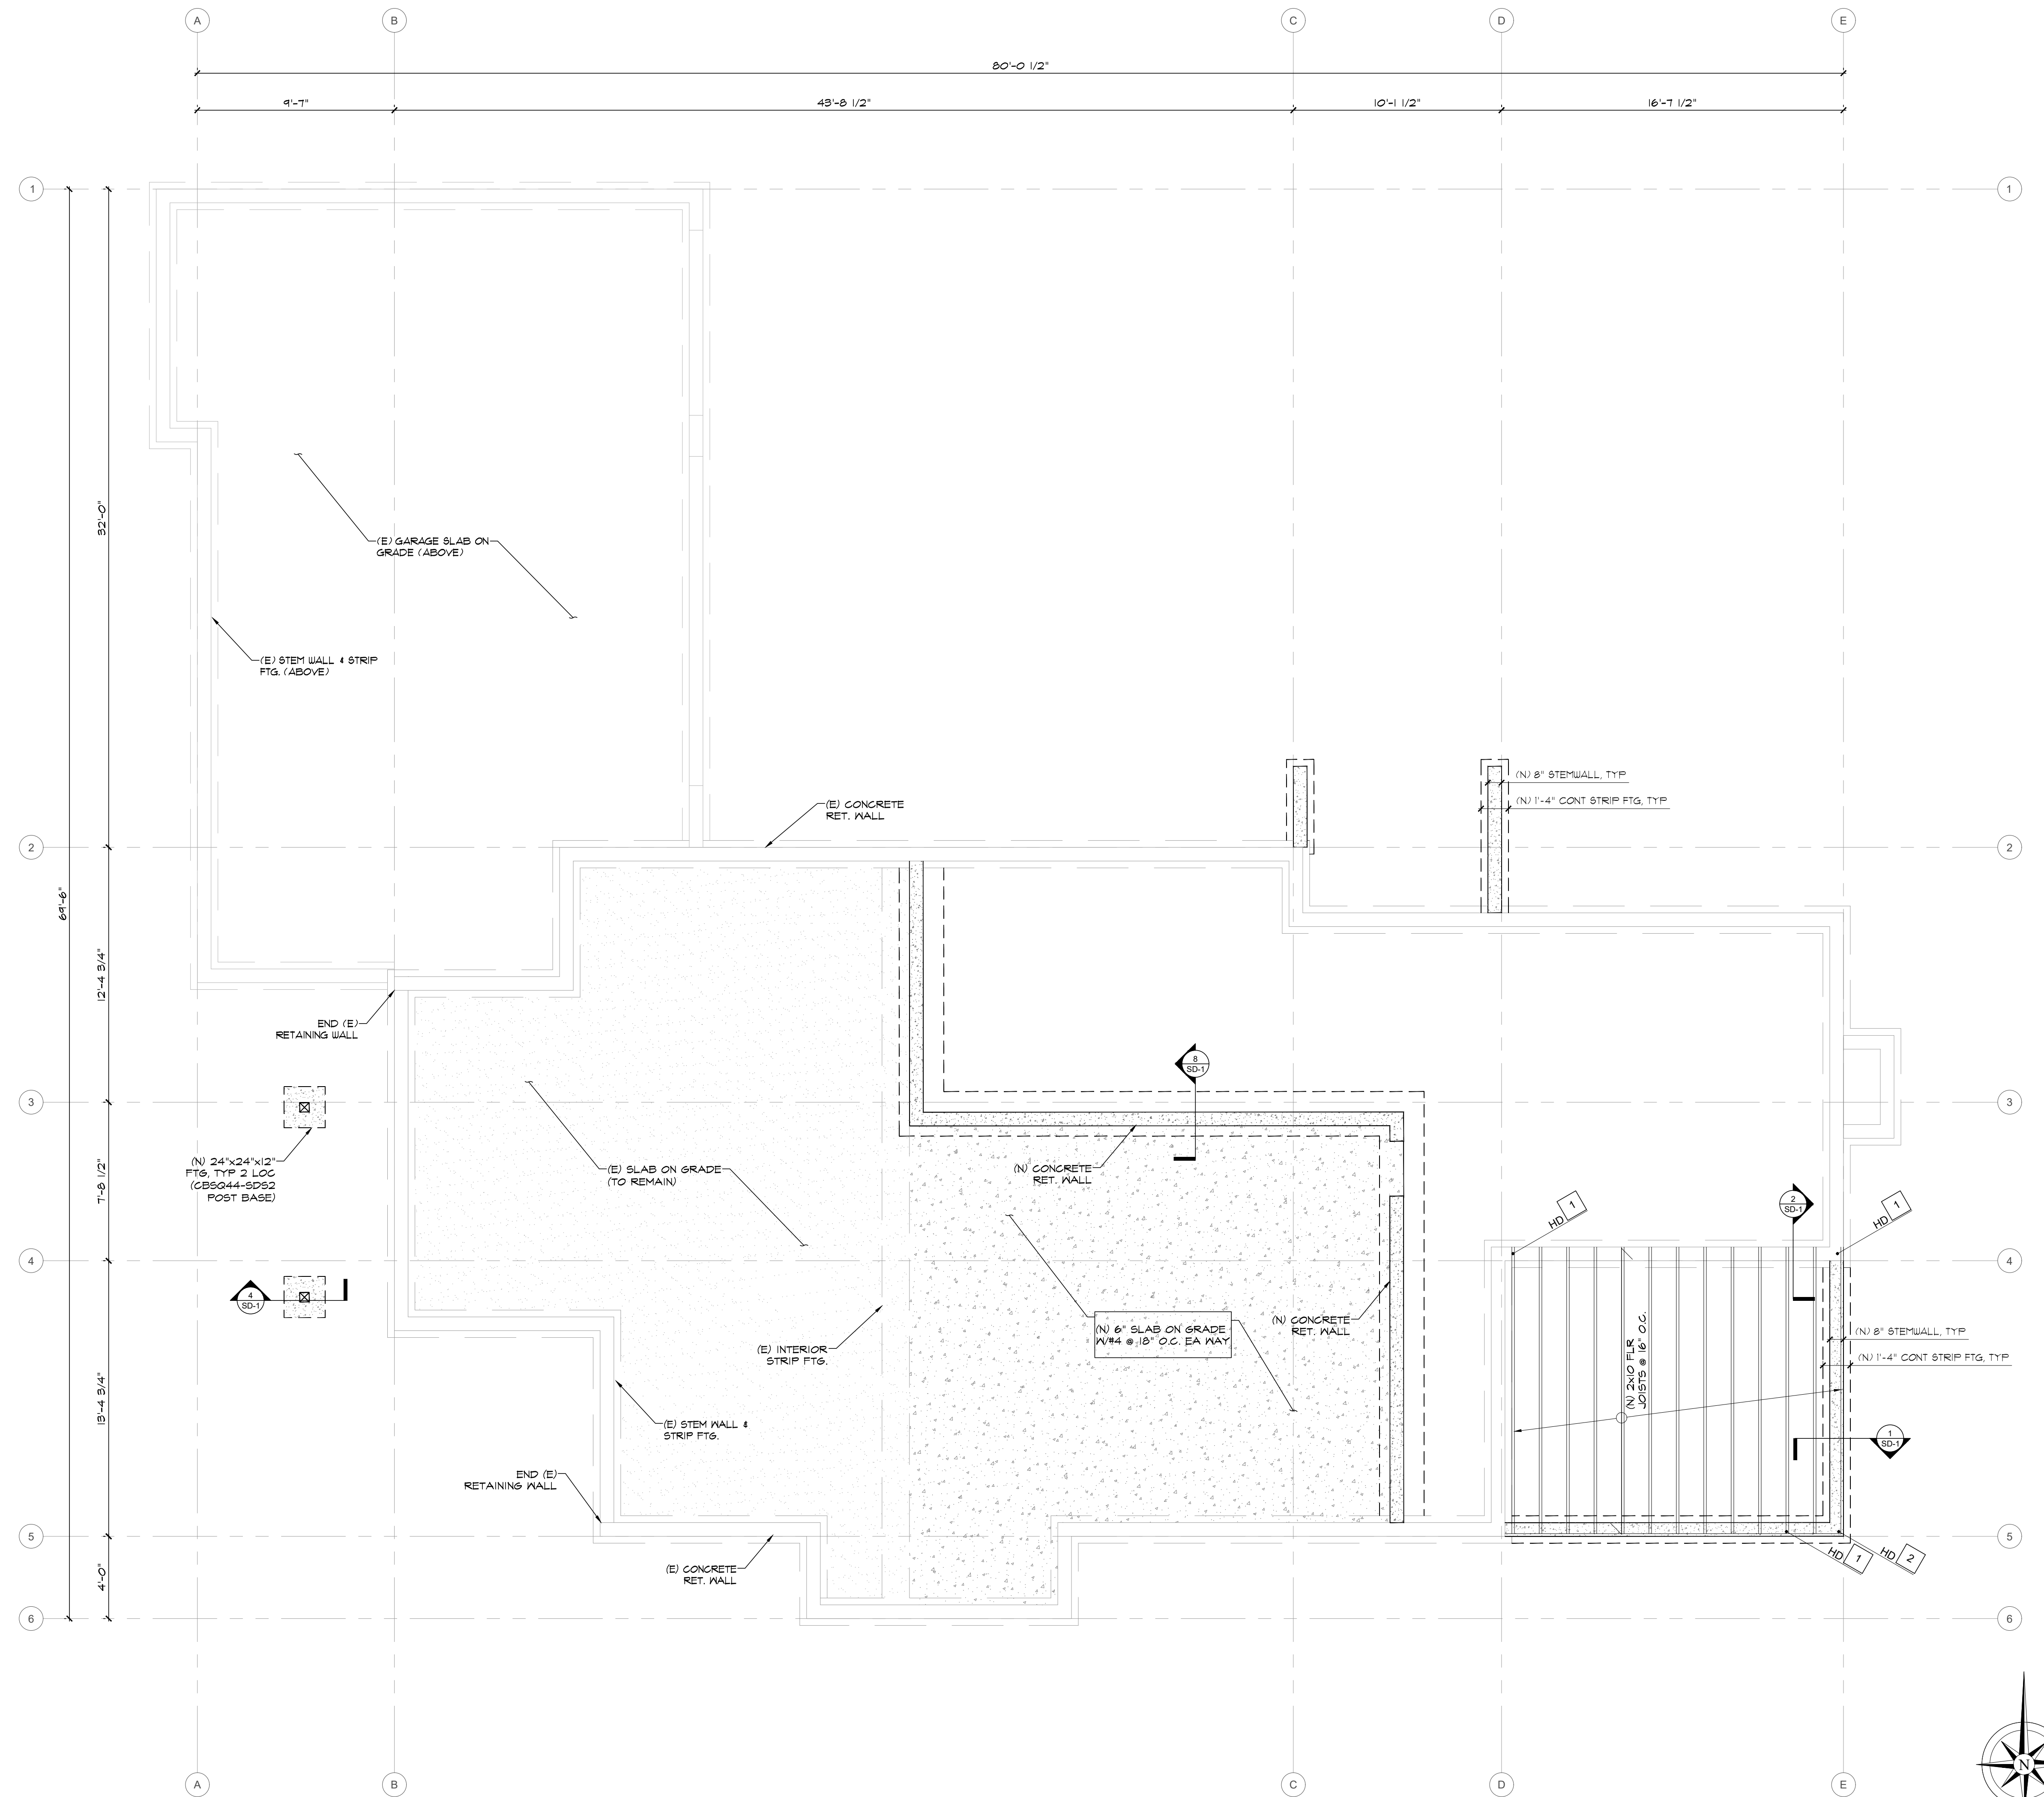 A
B
C
D
E
80'-0 1/2"
9'-7"
43'-8 1/2"
10'-1 1/2"
16'-7 1/2"
1
1
32'-0"
(E) GARAGE SLAB ON
GRADE (ABOVE)
(E) STEM WALL & STRIP
FTG. (ABOVE)
(N) 8" STEMWALL, TYP
(N) 1'-4" CONT STRIP FTG, TYP
(E) CONCRETE
RET. WALL
2
2
69'-6"
12'-4 3/4"
END (E)
RETAINING WALL
8
SD-1
3
3
(N) 24"x24"x12"
FTG, TYP 2 LOC
(CBSQ44-SDS2
POST BASE)
7'-8 1/2"
(E) SLAB ON GRADE
(TO REMAIN)
(N) CONCRETE
RET. WALL
HD 1
2
SD-1
HD 1
4
4
4
SD-1
(N) 6" SLAB ON GRADE
W/#4 @ 18" O.C. EA WAY
(N) CONCRETE
RET. WALL
(N) 2x10 FLR
JOISTS @ 16" O.C.
(N) 8" STEMWALL, TYP
(N) 1'-4" CONT STRIP FTG, TYP
(E) INTERIOR
STRIP FTG.
13'-4 3/4"
(E) STEM WALL &
STRIP FTG.
1
SD-1
END (E)
RETAINING WALL
5
5
(E) CONCRETE
RET. WALL
HD 1
HD 2
4'-0"
6
6
N
A
B
C
D
E